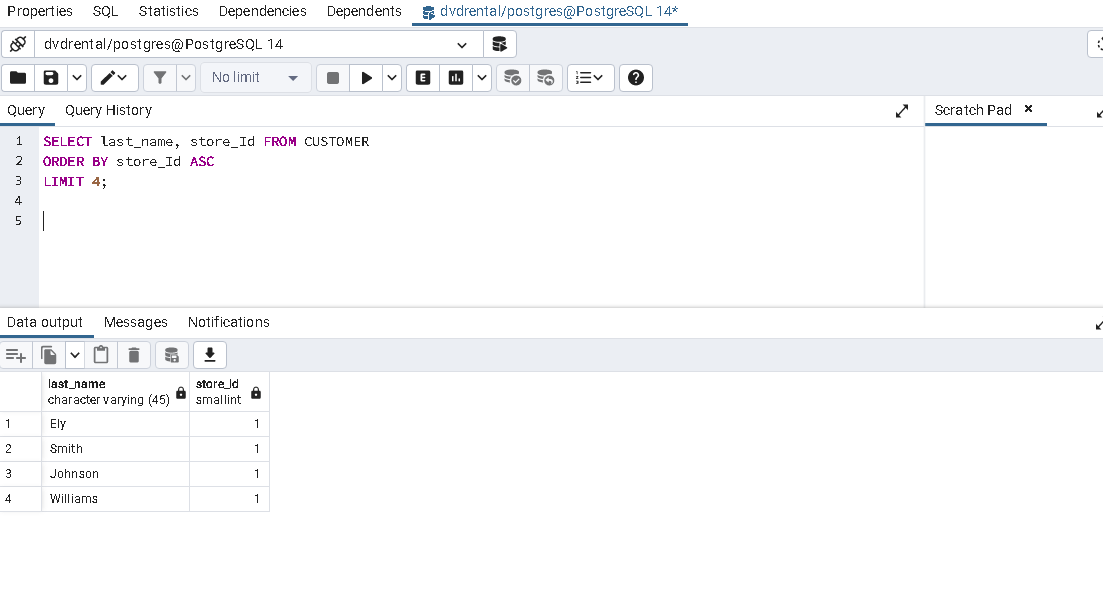 Properties SQL Statistics Dependencies Dependents dvdrental/postgres@PostgreSQL 14*
dvdrental/postgres@PostgreSQL 14
No limit E ?
Query Query History Scratch Pad ×
1 SELECT last_name, store_Id FROM CUSTOMER
2 ORDER BY store_Id ASC
3 LIMIT 4;
4
5
Data output Messages Notifications
last_name store_id
character varying (45) smallint
1 Ely 1
2 Smith 1
3 Johnson 1
4 Williams 1